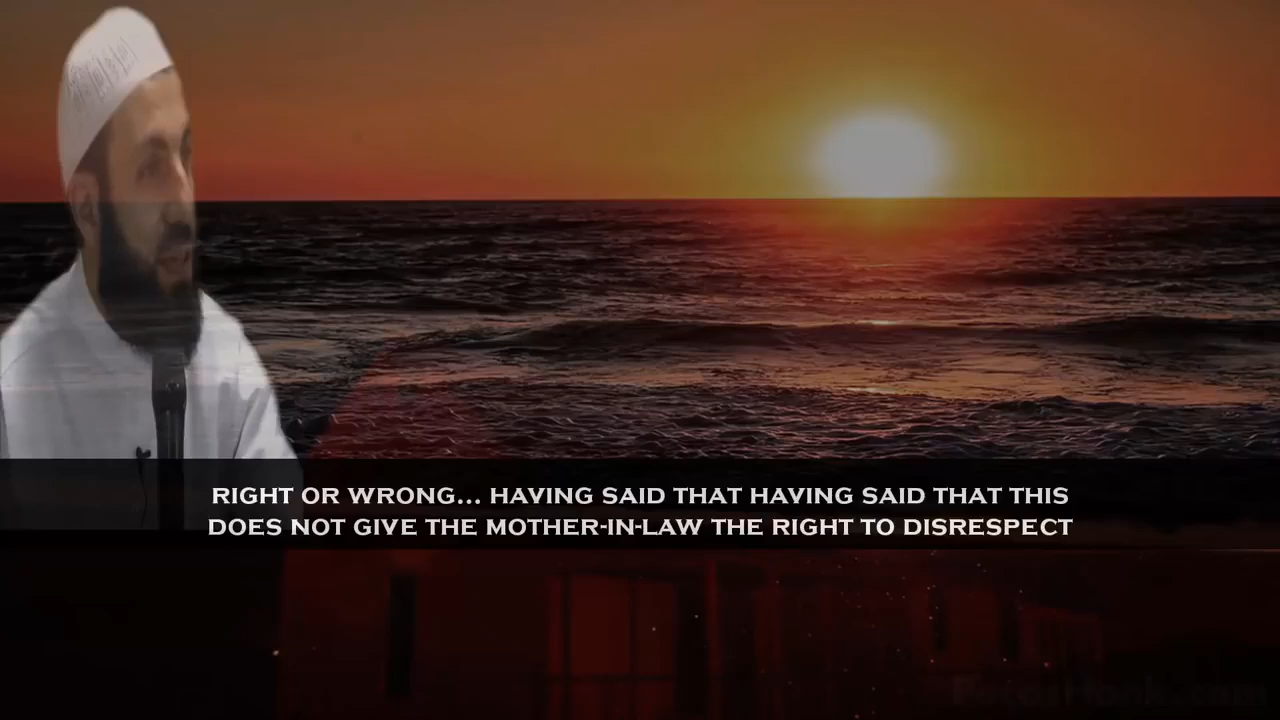 RIGHT OR WRONG... HAVING SAID THAT HAVING SAID THAT THIS
DOES NOT GIVE THE MOTHER-IN-LAW THE RIGHT TO DISRESPECT